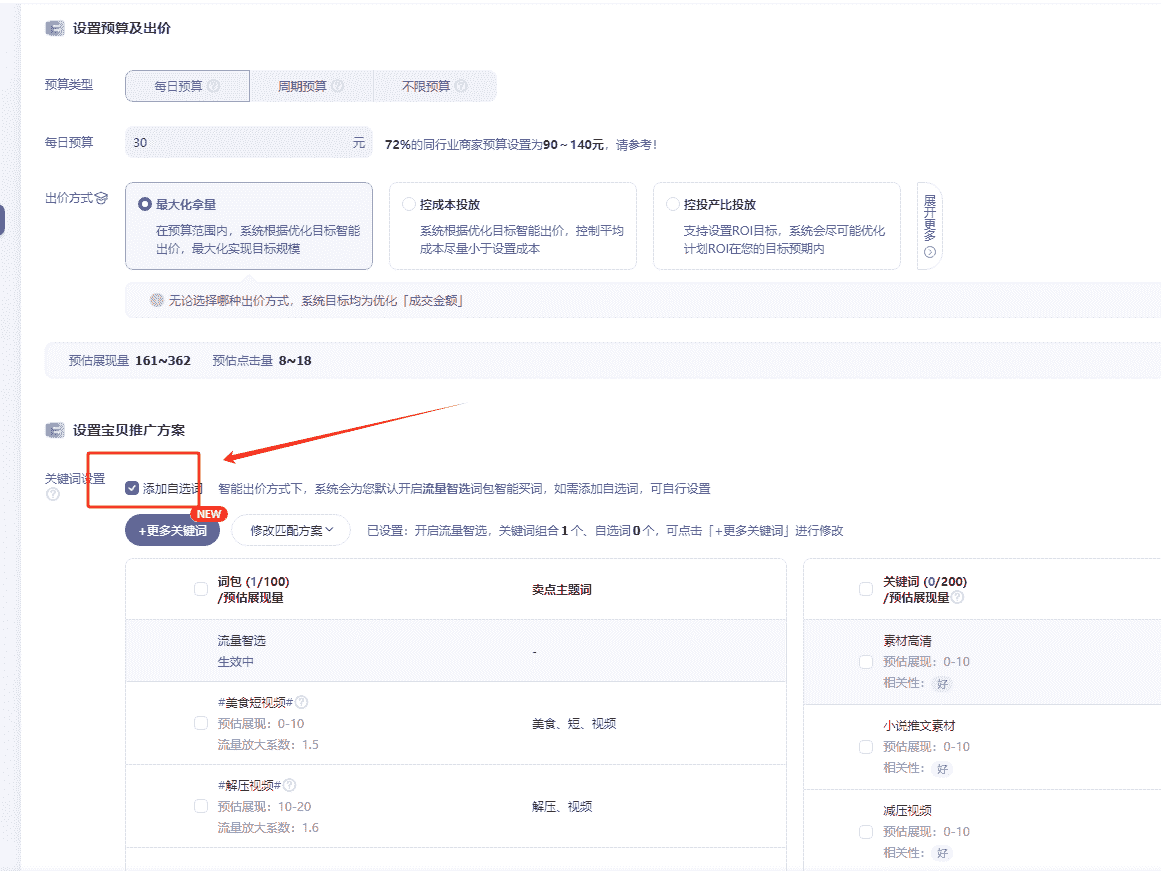 设置预算及出价
预算类型
每日预算
周期预算
不限预算
每日预算
30
元
72%的同行业商家预算设置为90~140元，请参考！
出价方式
最大化拿量
在预算范围内，系统根据优化目标智能
出价，最大化实现目标规模
控成本投放
系统根据优化目标智能出价，控制平均
成本尽量小于设置成本
控投产比投放
支持设置ROI目标，系统会尽可能优化
计划ROI在您的目标预期内
展开更多
无论选择哪种出价方式，系统目标均为优化「成交金额」
预估展现量 161~362
预估点击量 8~18
设置宝贝推广方案
关键词设置
添加自选词
智能出价方式下，系统会为您默认开启流量智选词包智能买词，如需添加自选词，可自行设置
NEW
+更多关键词
修改匹配方案
已设置：开启流量智选，关键词组合 1 个、自选词 0 个，可点击「+更多关键词」进行修改
词包 (1/100)
/预估展现量
卖点主题词
流量智选
生效中
-
#美食短视频#
预估展现：0-10
流量放大系数：1.5
美食、短、视频
#解压视频#
预估展现：10-20
流量放大系数：1.6
解压、视频
关键词 (0/200)
/预估展现量
素材高清
预估展现：0-10
相关性： 好
小说推文素材
预估展现：0-10
相关性： 好
减压视频
预估展现：0-10
相关性： 好